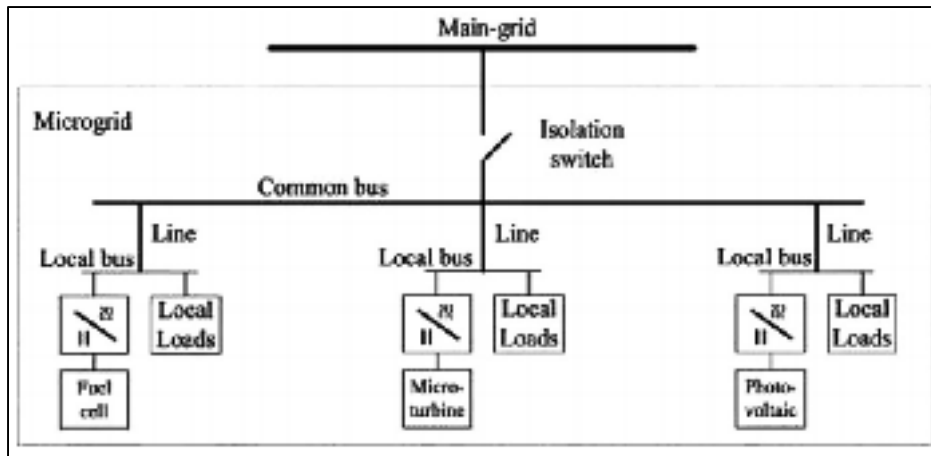 Main-grid
Microgrid
Isolation
switch
Common bus
Line
Line
Line
Local bus
Local bus
Local bus
Local
Loads
Local
Loads
Local
Loads
Fuel
cell
Micro-
turbine
Photo-
voltaic